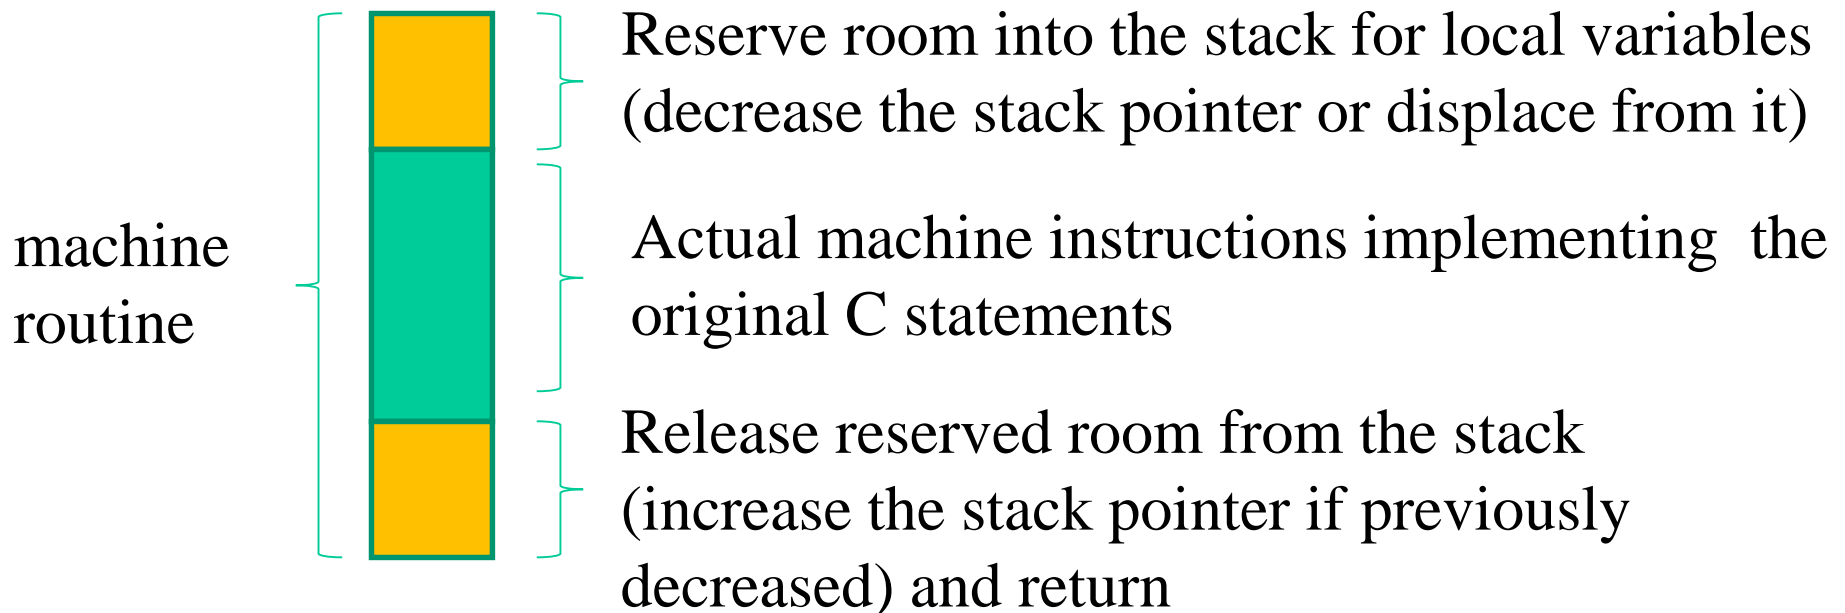 Reserve room into the stack for local variables
(decrease the stack pointer or displace from it)
machine
routine
Actual machine instructions implementing  the
original C statements
Release reserved room from the stack
(increase the stack pointer if previously
decreased) and return